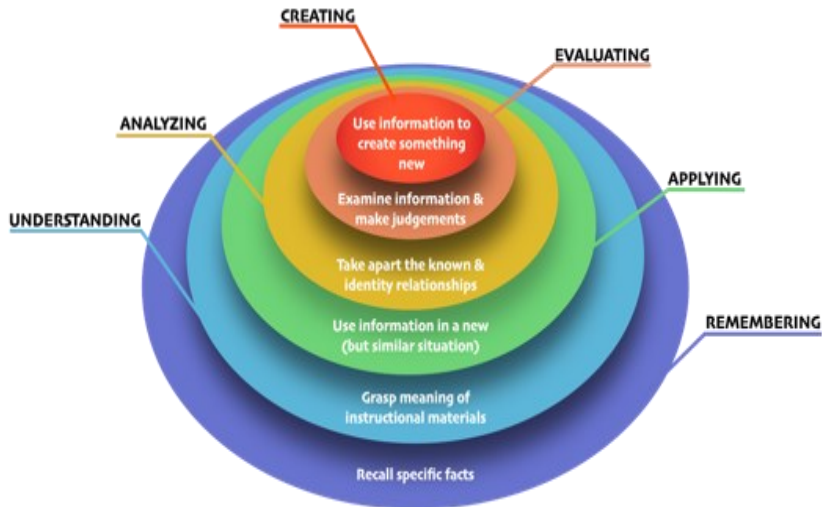 CREATING
EVALUATING
ANALYZING
Use information to
create something
new
APPLYING
Examine information &
make judgements
UNDERSTANDING
Take apart the known &
identity relationships
REMEMBERING
Use information in a new
(but similar situation)
Grasp meaning of
instructional materials
Recall specific facts